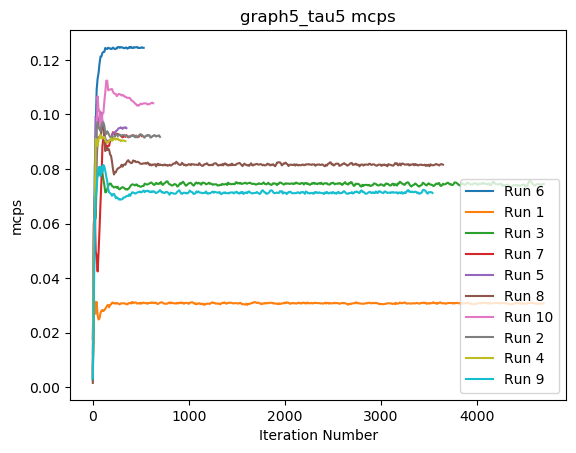 graph5_tau5 mcps
mcps
0.12
0.10
0.08
0.06
0.04
0.02
0.00
0
1000
2000
3000
4000
Iteration Number
Run 6
Run 1
Run 3
Run 7
Run 5
Run 8
Run 10
Run 2
Run 4
Run 9